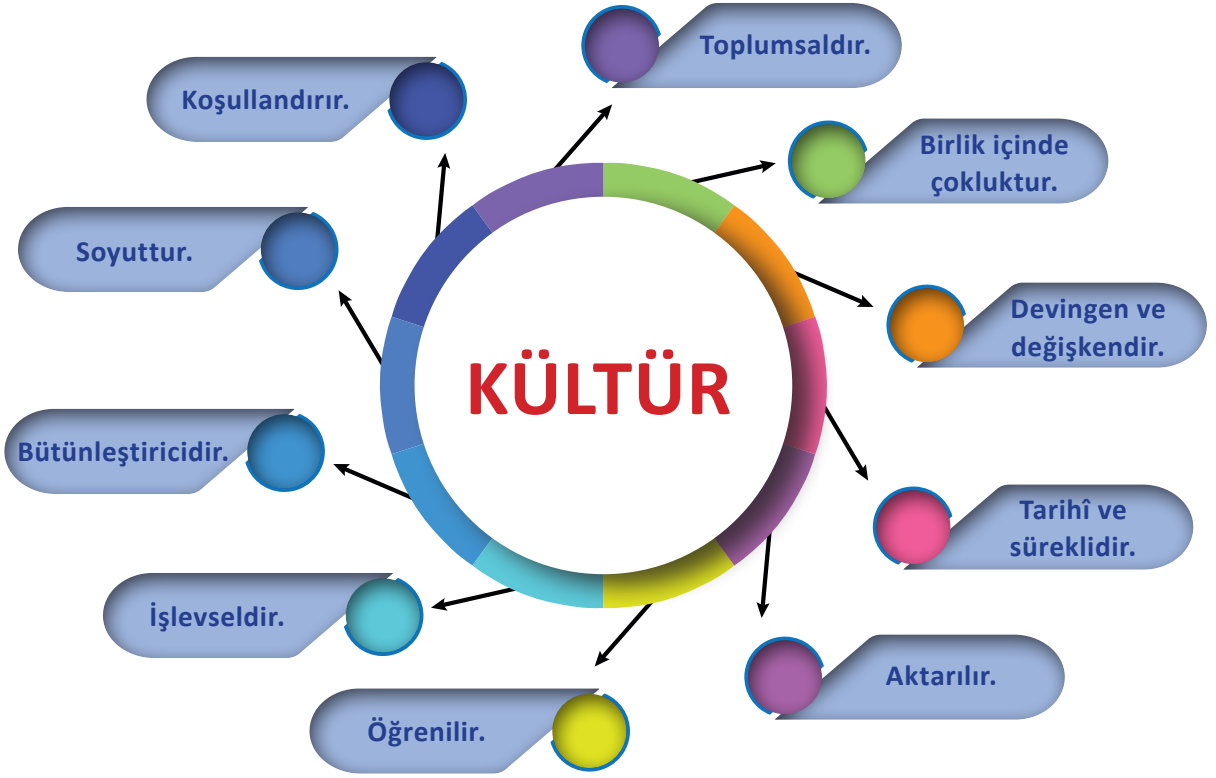 Toplumsaldır.
Koşullandırır.
Birlik içinde
çokluktur.
Soyuttur.
Devingen ve
değişkendir.
KÜLTÜR
Bütünleştiricidir.
Tarihî ve
süreklidir.
İşlevseldir.
Aktarılır.
Öğrenilir.